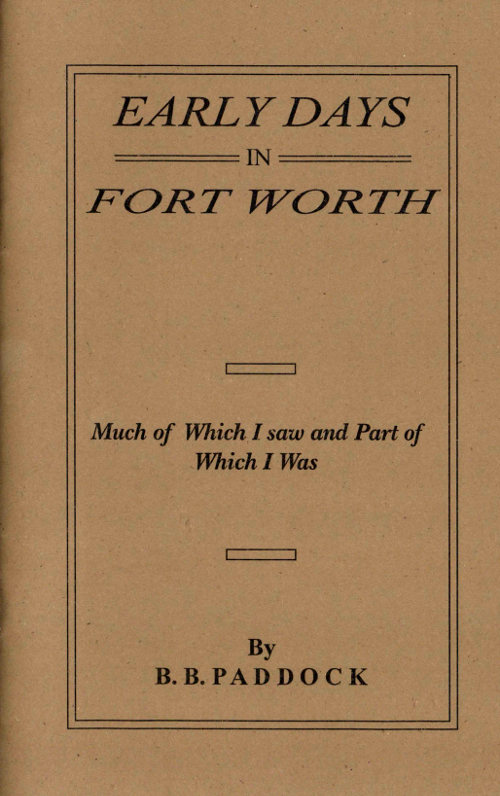 EARLY DAYS
IN
FORT WORTH
Much of Which I saw and Part of
Which I Was
By
B. B. PADDOCK